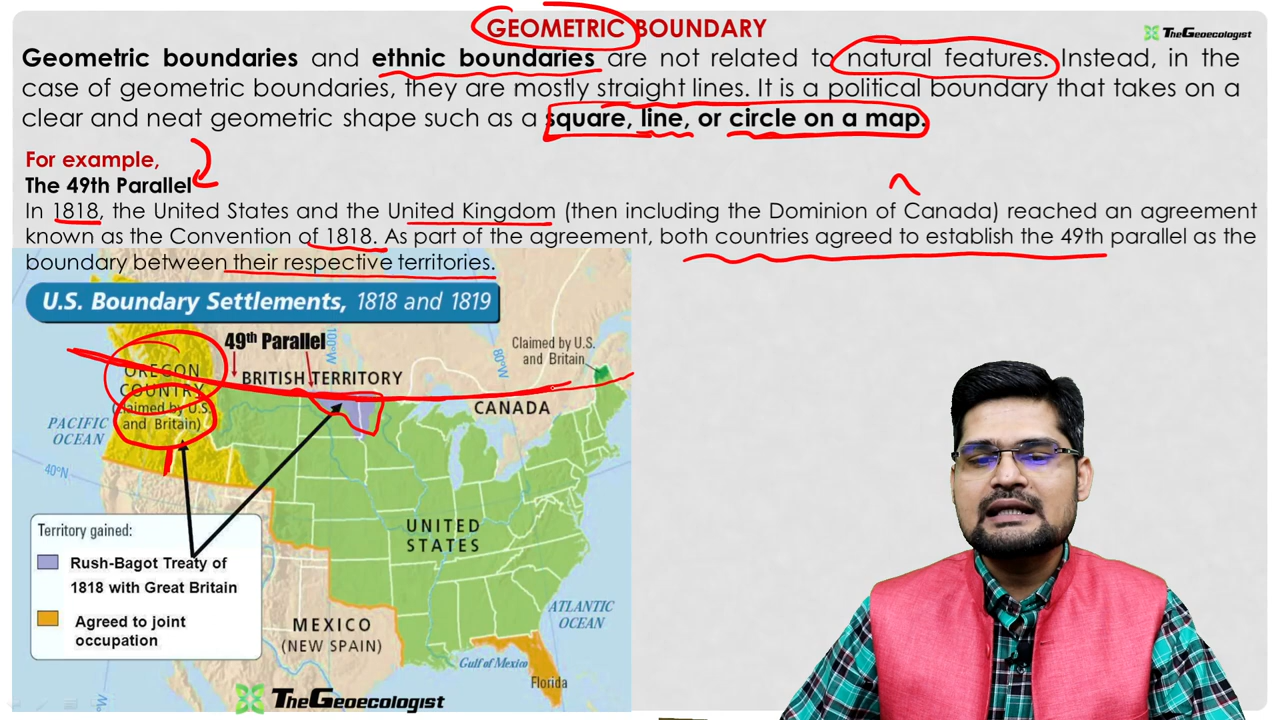 GEOMETRIC BOUNDARY
TheGeoecologist
Geometric boundaries and ethnic boundaries are not related to natural features. Instead, in the
case of geometric boundaries, they are mostly straight lines. It is a political boundary that takes on a
clear and neat geometric shape such as a square, line, or circle on a map.
For example,
The 49th Parallel
In 1818, the United States and the United Kingdom (then including the Dominion of Canada) reached an agreement
known as the Convention of 1818. As part of the agreement, both countries agreed to establish the 49th parallel as the
boundary between their respective territories.
U.S. Boundary Settlements, 1818 and 1819
49th Parallel
100°W
80°W
Claimed by U.S.
and Britain
OREGON
COUNTRY
(Claimed by U.S.
and Britain)
BRITISH TERRITORY
CANADA
PACIFIC
OCEAN
40°N
UNITED
STATES
Territory gained:
Rush-Bagot Treaty of
1818 with Great Britain
Agreed to joint
occupation
MEXICO
(NEW SPAIN)
ATLANTIC
OCEAN
Gulf of Mexico
Florida
TheGeoecologist